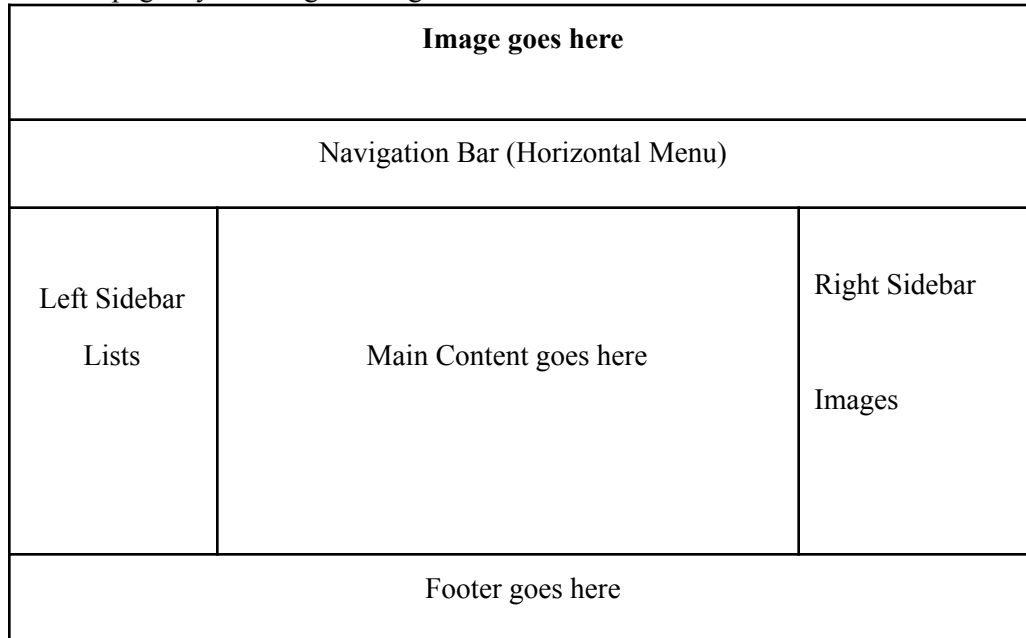 Image goes here
Navigation Bar (Horizontal Menu)
Left Sidebar
Lists
Main Content goes here
Right Sidebar
Images
Footer goes here